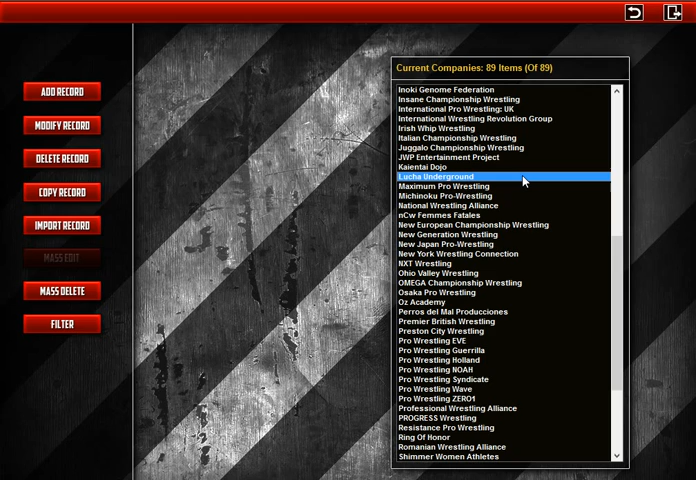 Current Companies: 89 Items (Of 89)
ADD RECORD
MODIFY RECORD
DELETE RECORD
COPY RECORD
IMPORT RECORD
MASS EDIT
MASS DELETE
FILTER
Inoki Genome Federation
Insane Championship Wrestling
International Pro Wrestling: UK
International Wrestling Revolution Group
Irish Whip Wrestling
Italian Championship Wrestling
Juggalo Championship Wrestling
JWP Entertainment Project
Kaientai Dojo
Lucha Underground
Maximum Pro Wrestling
Michinoku Pro-Wrestling
National Wrestling Alliance
nCw Femmes Fatales
New European Championship Wrestling
New Generation Wrestling
New Japan Pro-Wrestling
New York Wrestling Connection
NXT Wrestling
Ohio Valley Wrestling
OMEGA Championship Wrestling
Osaka Pro Wrestling
Oz Academy
Perros del Mal Producciones
Premier British Wrestling
Preston City Wrestling
Pro Wrestling EVE
Pro Wrestling Guerrilla
Pro Wrestling Holland
Pro Wrestling NOAH
Pro Wrestling Syndicate
Pro Wrestling Wave
Pro Wrestling ZERO1
Professional Wrestling Alliance
PROGRESS Wrestling
Resistance Pro Wrestling
Ring Of Honor
Romanian Wrestling Alliance
Shimmer Women Athletes